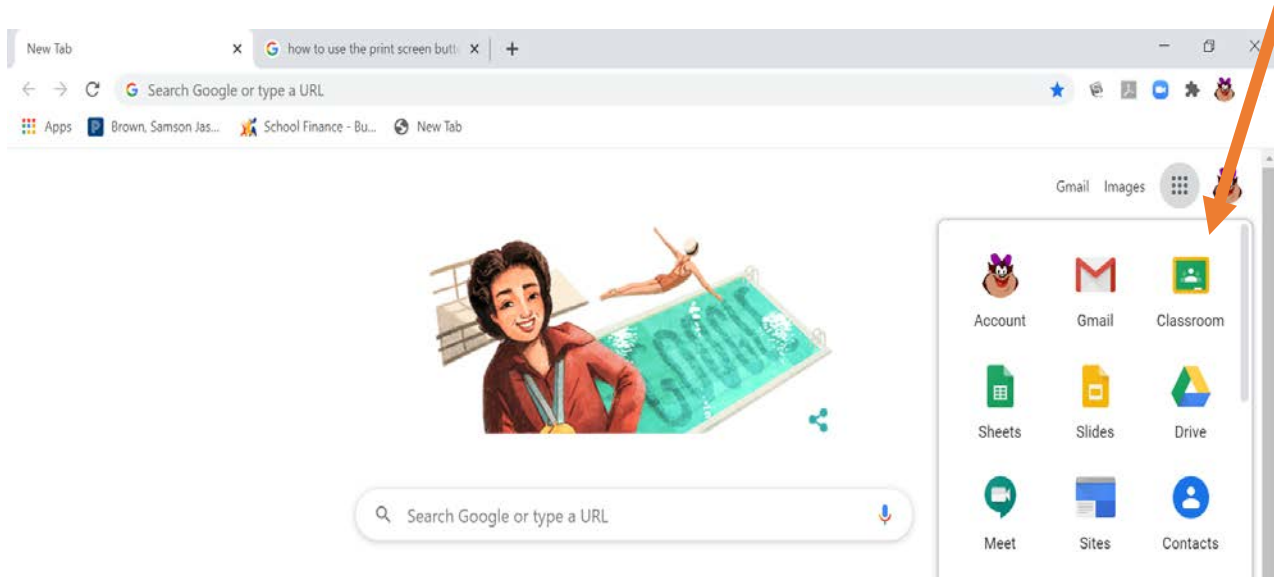 New Tab
how to use the print screen butt
Search Google or type a URL
Apps Brown, Samson Jas... School Finance - Bu... New Tab
Gmail Images
GOOGLE
Account Gmail Classroom
Sheets Slides Drive
Search Google or type a URL
Meet Sites Contacts